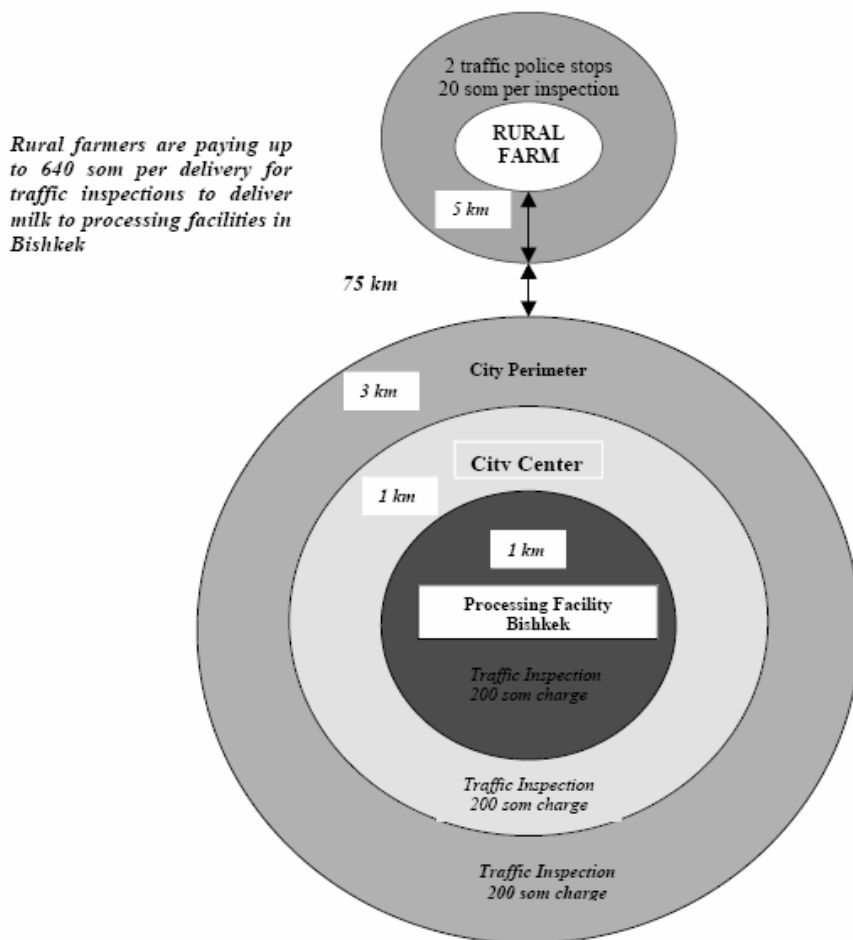 2 traffic police stops
20 som per inspection
RURAL
FARM
Rural farmers are paying up
to 640 som per delivery for
traffic inspections to deliver
milk to processing facilities in
Bishkek
5 km
75 km
City Perimeter
3 km
City Center
1 km
1 km
Processing Facility
Bishkek
Traffic Inspection
200 som charge
Traffic Inspection
200 som charge
Traffic Inspection
200 som charge